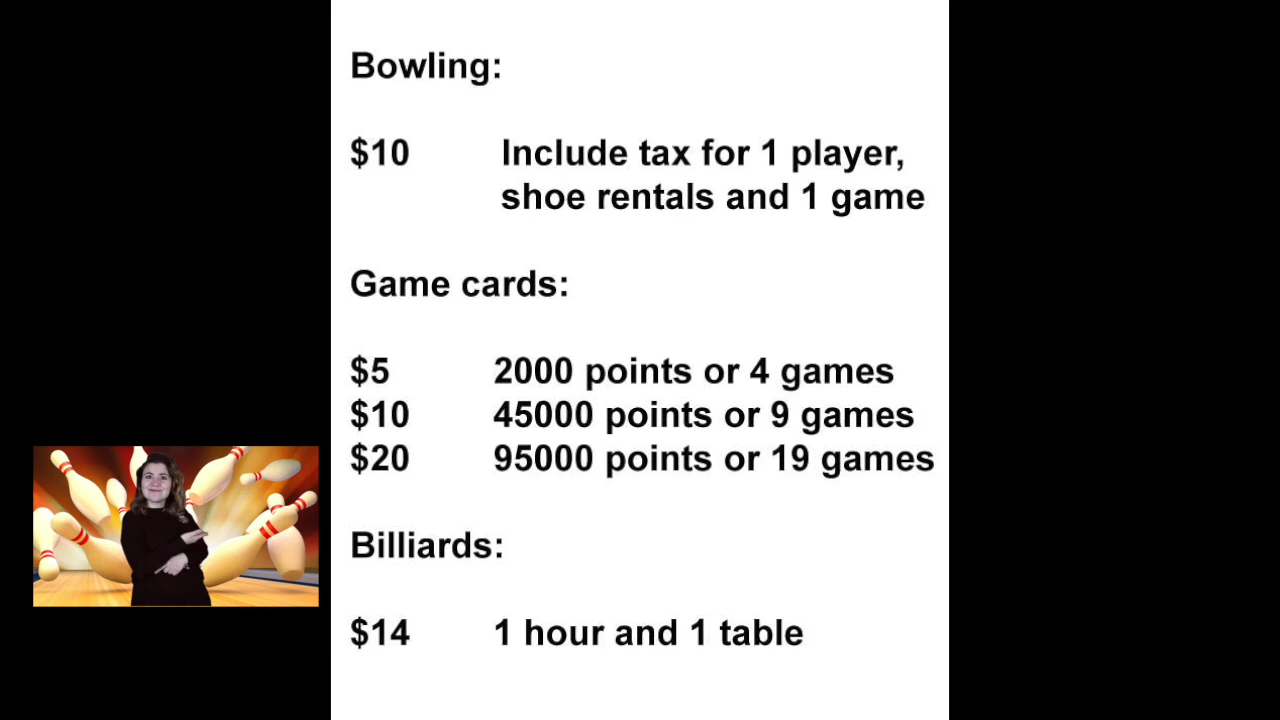 Bowling:
$10 Include tax for 1 player,
shoe rentals and 1 game
Game cards:
$5 2000 points or 4 games
$10 45000 points or 9 games
$20 95000 points or 19 games
Billiards:
$14 1 hour and 1 table